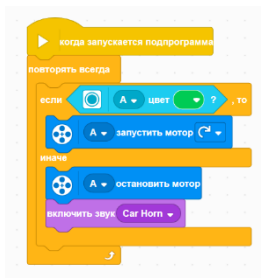 когда запускается подпрограмма
повторять всегда
если A цвет ? , то
A запустить мотор
иначе
A остановить мотор
включить звук Car Horn